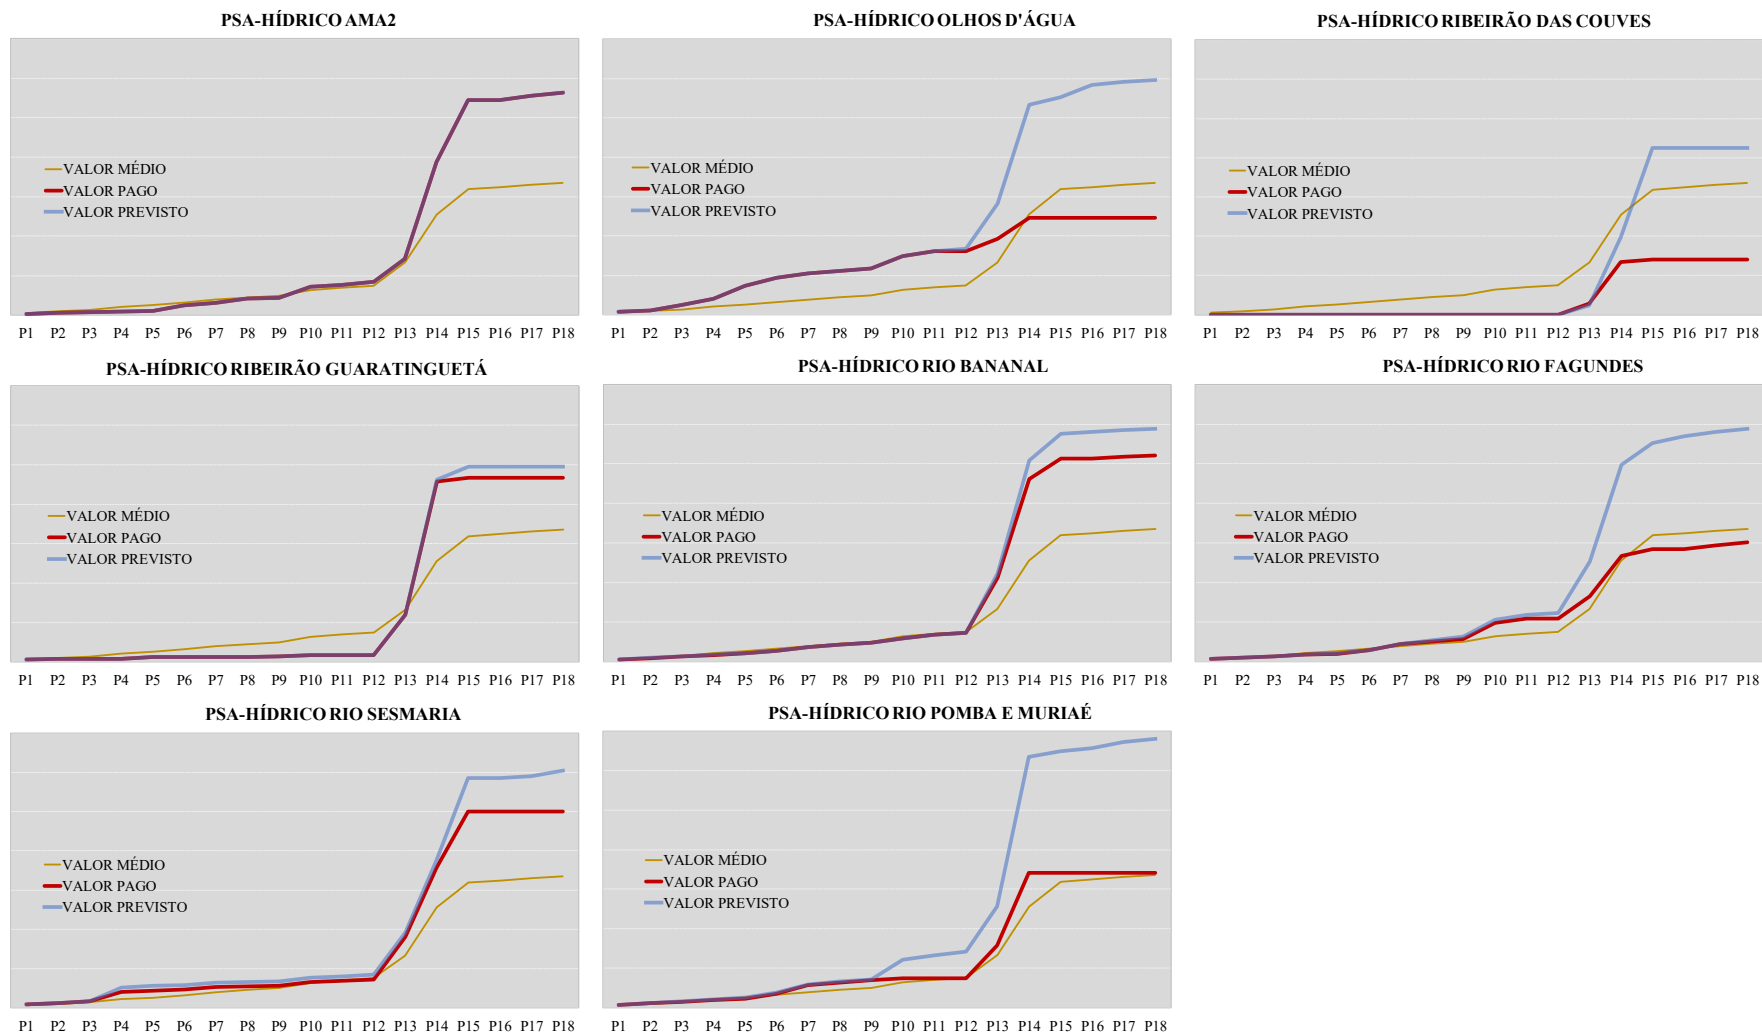 PSA-HÍDRICO AMA2
VALOR MÉDIO
VALOR PAGO
VALOR PREVISTO
P1 P2 P3 P4 P5 P6 P7 P8 P9 P10 P11 P12 P13 P14 P15 P16 P17 P18
PSA-HÍDRICO OLHOS D'ÁGUA
VALOR MÉDIO
VALOR PAGO
VALOR PREVISTO
P1 P2 P3 P4 P5 P6 P7 P8 P9 P10 P11 P12 P13 P14 P15 P16 P17 P18
PSA-HÍDRICO RIBEIRÃO DAS COUVES
VALOR MÉDIO
VALOR PAGO
VALOR PREVISTO
P1 P2 P3 P4 P5 P6 P7 P8 P9 P10 P11 P12 P13 P14 P15 P16 P17 P18
PSA-HÍDRICO RIBEIRÃO GUARATINGUETÁ
VALOR MÉDIO
VALOR PAGO
VALOR PREVISTO
P1 P2 P3 P4 P5 P6 P7 P8 P9 P10 P11 P12 P13 P14 P15 P16 P17 P18
PSA-HÍDRICO RIO BANANAL
VALOR MÉDIO
VALOR PAGO
VALOR PREVISTO
P1 P2 P3 P4 P5 P6 P7 P8 P9 P10 P11 P12 P13 P14 P15 P16 P17 P18
PSA-HÍDRICO RIO FAGUNDES
VALOR MÉDIO
VALOR PAGO
VALOR PREVISTO
P1 P2 P3 P4 P5 P6 P7 P8 P9 P10 P11 P12 P13 P14 P15 P16 P17 P18
PSA-HÍDRICO RIO SESMARIA
VALOR MÉDIO
VALOR PAGO
VALOR PREVISTO
P1 P2 P3 P4 P5 P6 P7 P8 P9 P10 P11 P12 P13 P14 P15 P16 P17 P18
PSA-HÍDRICO RIO POMBA E MURIAÉ
VALOR MÉDIO
VALOR PAGO
VALOR PREVISTO
P1 P2 P3 P4 P5 P6 P7 P8 P9 P10 P11 P12 P13 P14 P15 P16 P17 P18